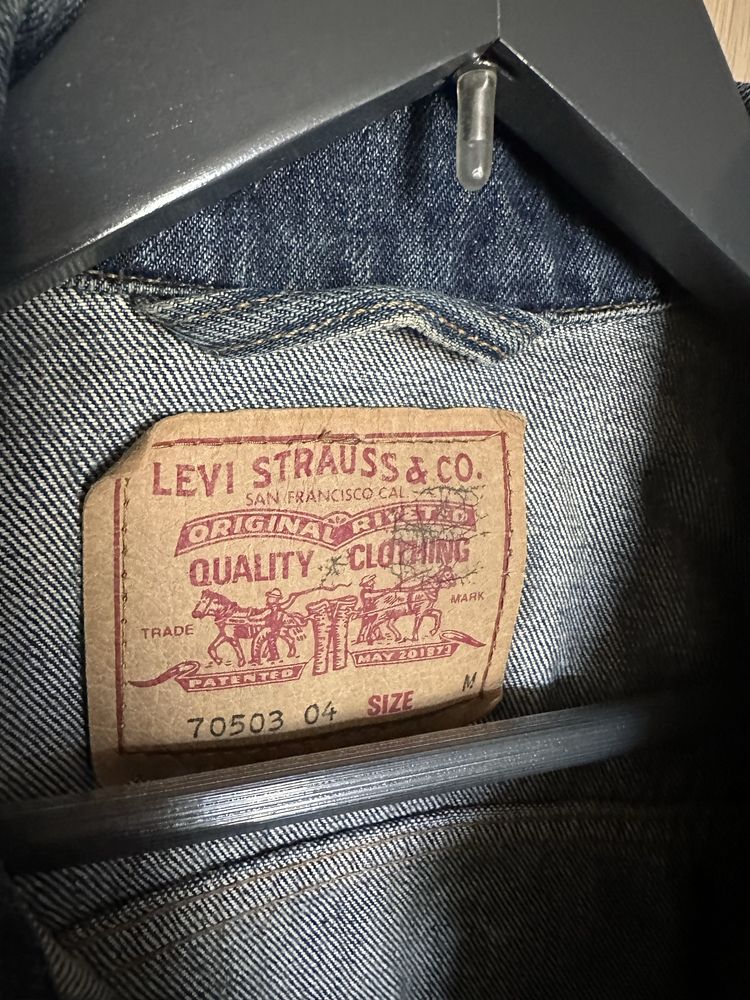 LEVI STRAUSS & CO.
SAN FRANCISCO CAL
ORIGINAL RIVETED
QUALITY CLOTHING
TRADE MARK
PATENTED MAY 20 1873
70503 04 SIZE M